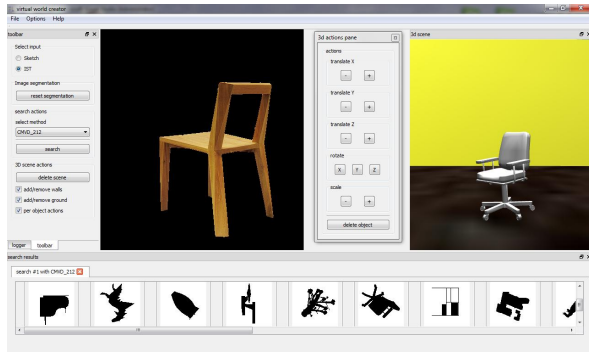 virtual world creator
File Options Help
toolbar
Select input
Sketch
IST
Image segmentation
reset segmentation
search actions
select method
CMVD_212
search
3D scene actions
delete scene
add/remove walls
add/remove ground
per object actions
logger toolbar
3d actions pane
actions
translate X
- +
translate Y
- +
translate Z
- +
rotate
X Y Z
scale
- +
delete object
3d scene
search results
search #1 with CMVD_212